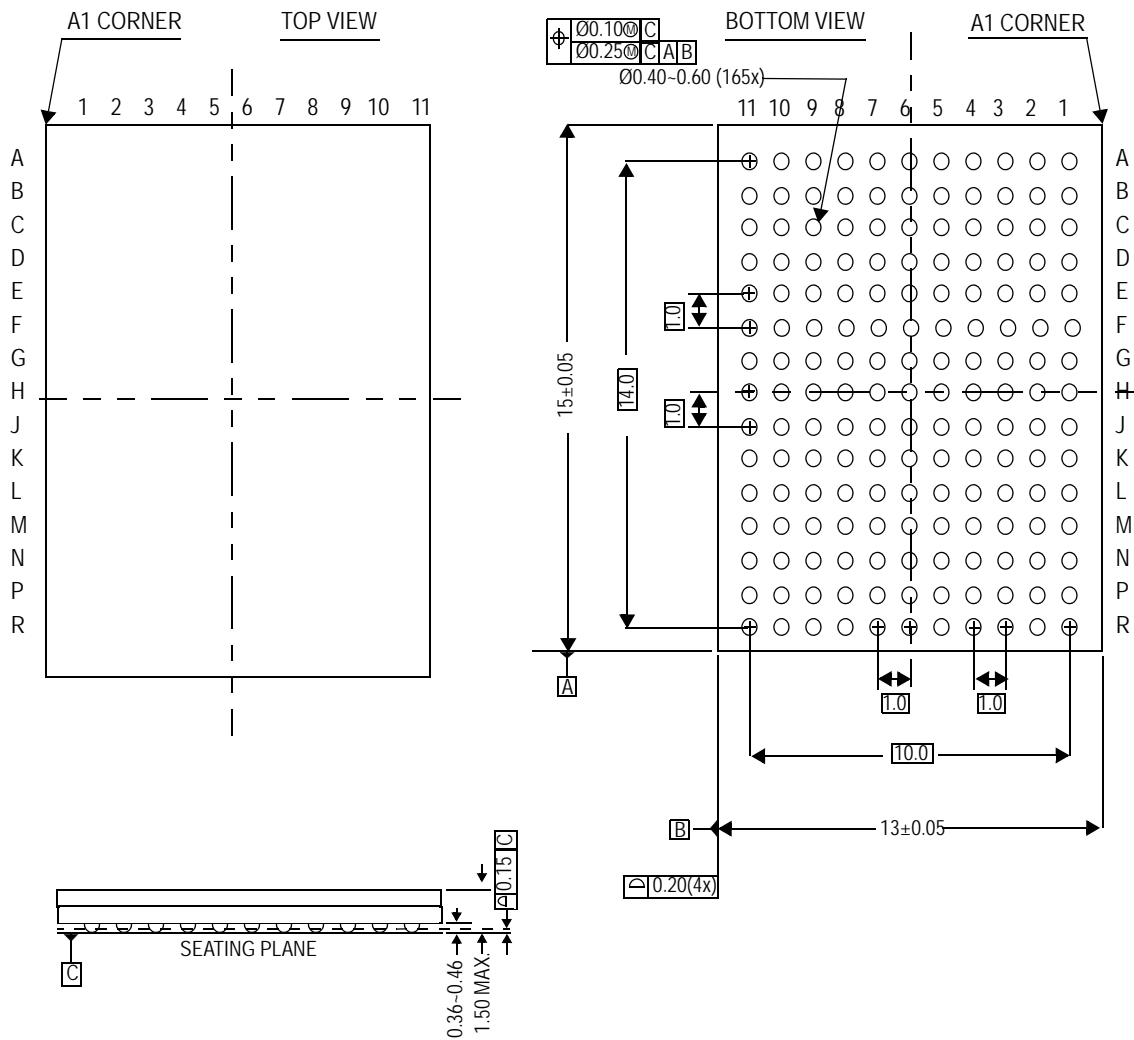 A1 CORNER
TOP VIEW
1 2 3 4 5 6 7 8 9 10 11
A
B
C
D
E
F
G
H
J
K
L
M
N
P
R
Ø0.10Ⓜ C
Ø0.25Ⓜ C A B
Ø0.40~0.60 (165x)
BOTTOM VIEW
A1 CORNER
11 10 9 8 7 6 5 4 3 2 1
A
B
C
D
E
F
G
H
J
K
L
M
N
P
R
1.0
1.0
14.0
15±0.05
A
1.0
1.0
10.0
B
13±0.05
0.20(4x)
0.15 C
SEATING PLANE
C
0.36~0.46
1.50 MAX.